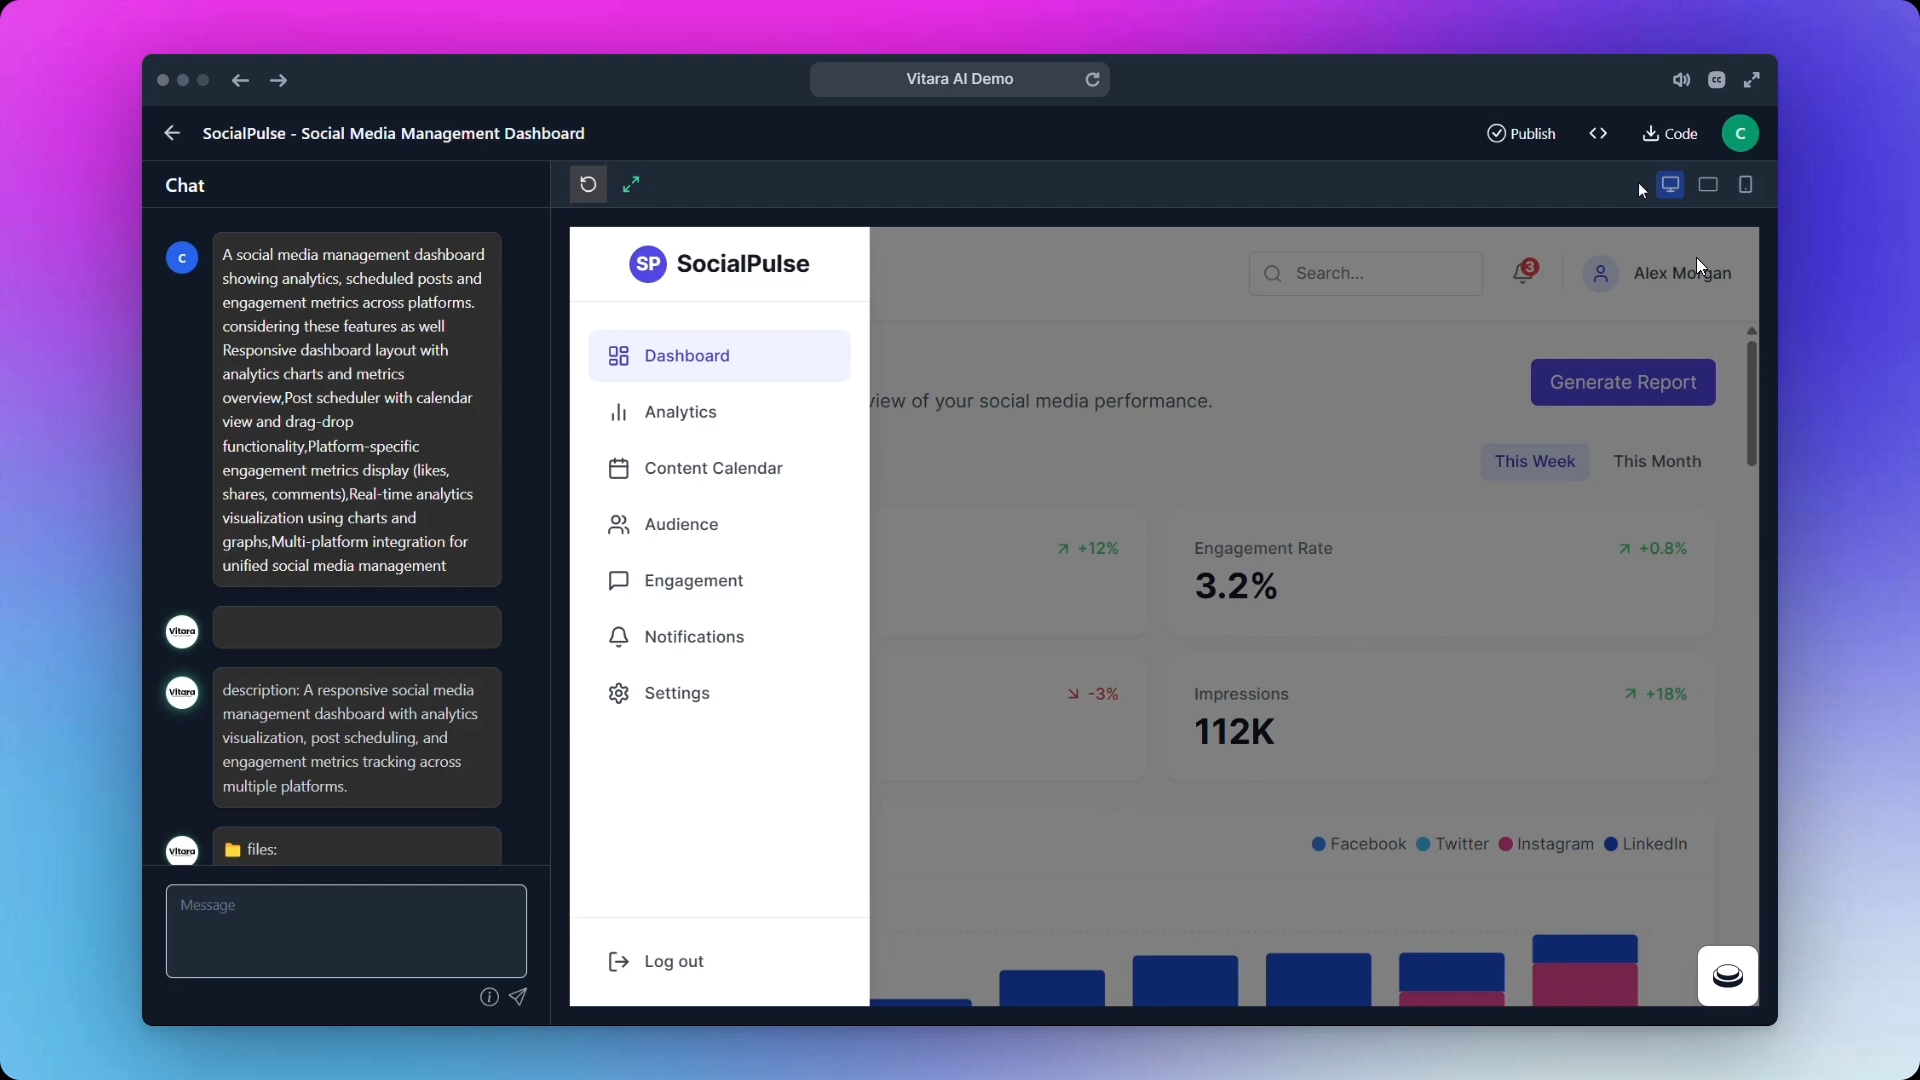 Vitara AI Demo
cc
SocialPulse - Social Media Management Dashboard
Publish
Code
C
Chat
C
A social media management dashboard
showing analytics, scheduled posts and
engagement metrics across platforms.
considering these features as well
Responsive dashboard layout with
analytics charts and metrics
overview,Post scheduler with calendar
view and drag-drop
functionality,Platform-specific
engagement metrics display (likes,
shares, comments),Real-time analytics
visualization using charts and
graphs,Multi-platform integration for
unified social media management
Vitara
Vitara
description: A responsive social media
management dashboard with analytics
visualization, post scheduling, and
engagement metrics tracking across
multiple platforms.
Vitara
files:
Message
SP SocialPulse
Dashboard
Analytics
Content Calendar
Audience
Engagement
Notifications
Settings
Log out
Search...
3
Alex Morgan
view of your social media performance.
Generate Report
This Week
This Month
+12%
Engagement Rate
+0.8%
3.2%
-3%
Impressions
+18%
112K
Facebook Twitter Instagram LinkedIn